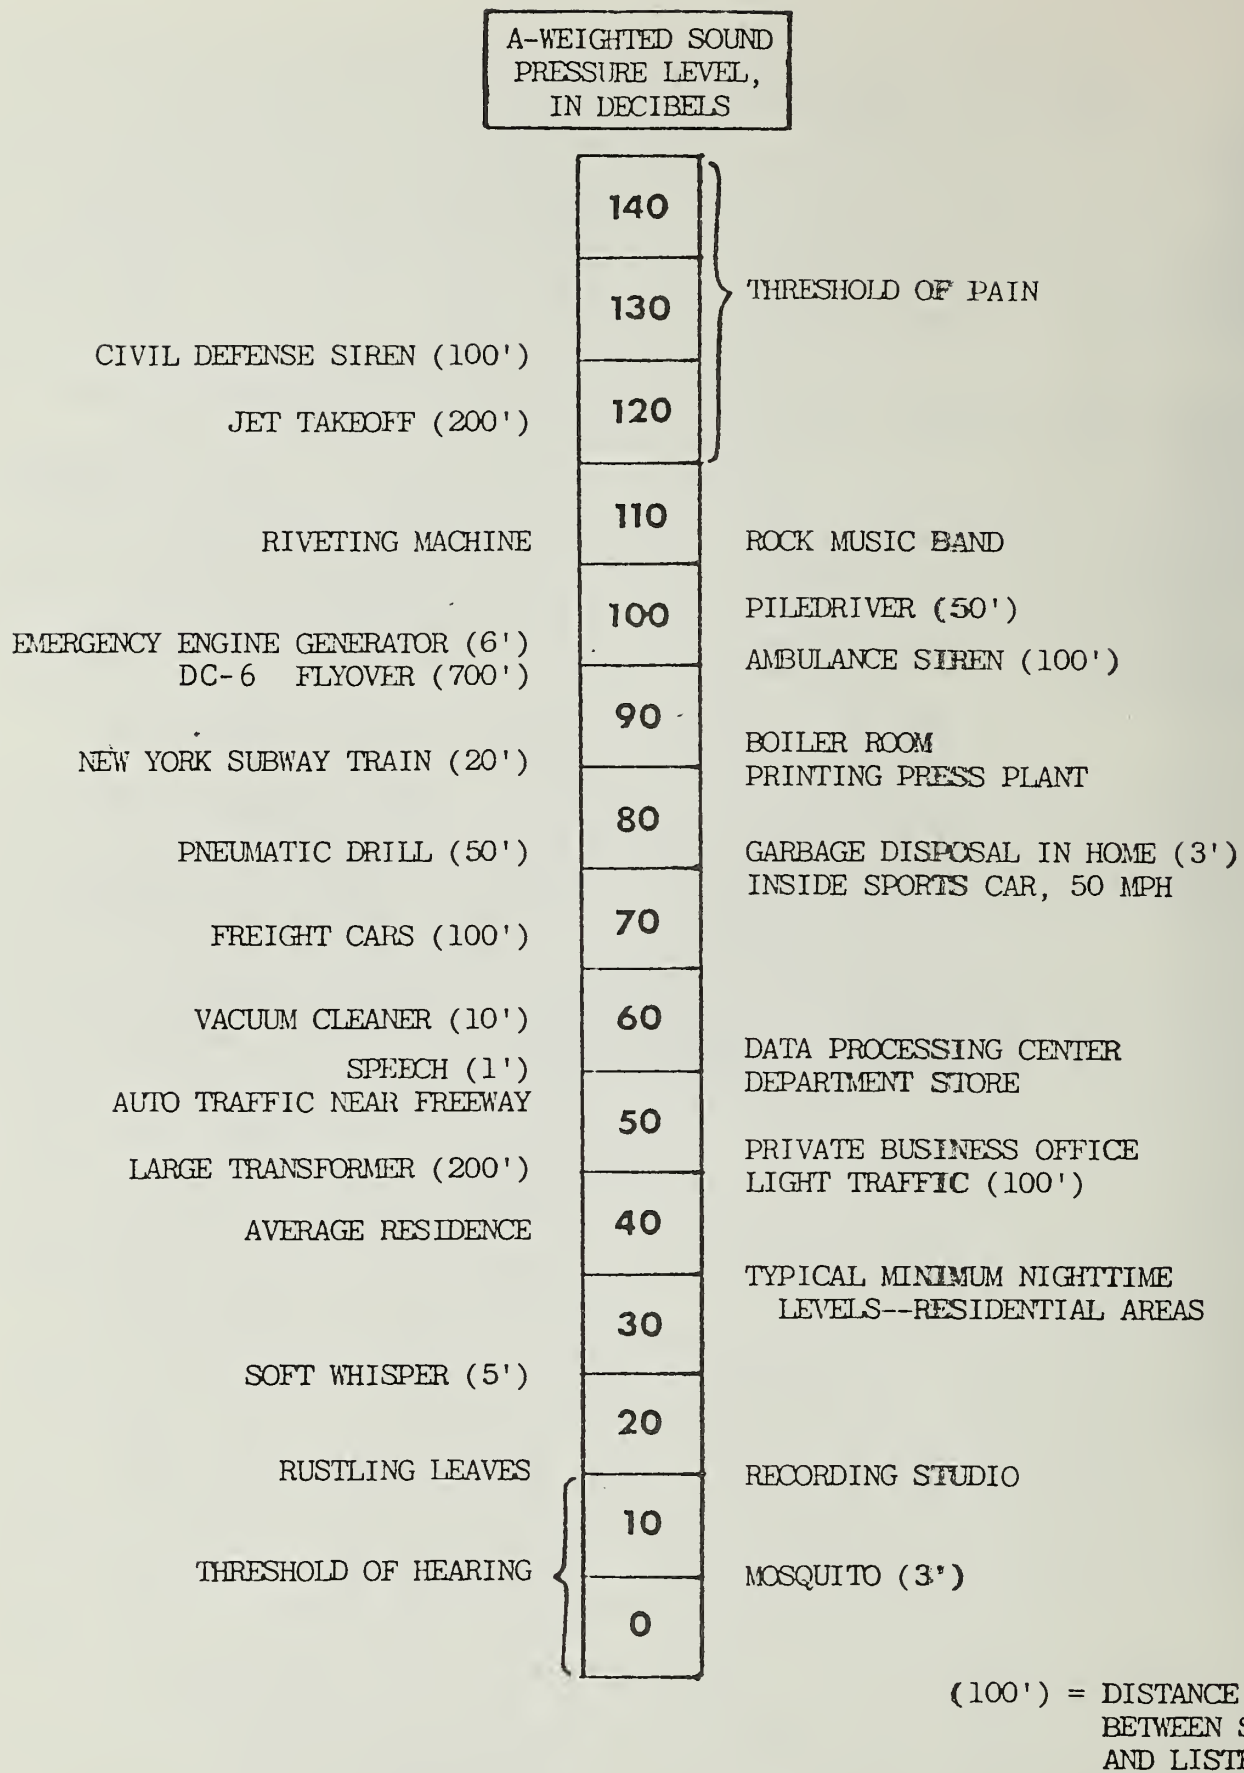 A-WEIGHTED SOUND
PRESSURE LEVEL,
IN DECIBELS
140
THRESHOLD OF PAIN
130
CIVIL DEFENSE SIREN (100')
120
JET TAKEOFF (200')
110
RIVETING MACHINE
ROCK MUSIC BAND
100
PILEDRIVER (50')
EMERGENCY ENGINE GENERATOR (6')
AMBULANCE SIREN (100')
DC-6 FLYOVER (700')
90
BOILER ROOM
NEW YORK SUBWAY TRAIN (20')
PRINTING PRESS PLANT
80
PNEUMATIC DRILL (50')
GARBAGE DISPOSAL IN HOME (3')
INSIDE SPORTS CAR, 50 MPH
70
FREIGHT CARS (100')
60
VACUUM CLEANER (10')
DATA PROCESSING CENTER
SPEECH (1')
DEPARTMENT STORE
AUTO TRAFFIC NEAR FREEWAY
50
PRIVATE BUSINESS OFFICE
LARGE TRANSFORMER (200')
LIGHT TRAFFIC (100')
40
AVERAGE RESIDENCE
TYPICAL MINIMUM NIGHTTIME
LEVELS--RESIDENTIAL AREAS
30
SOFT WHISPER (5')
20
RUSTLING LEAVES
RECORDING STUDIO
10
THRESHOLD OF HEARING
MOSQUITO (3')
0
(100') = DISTANCE
BETWEEN
AND